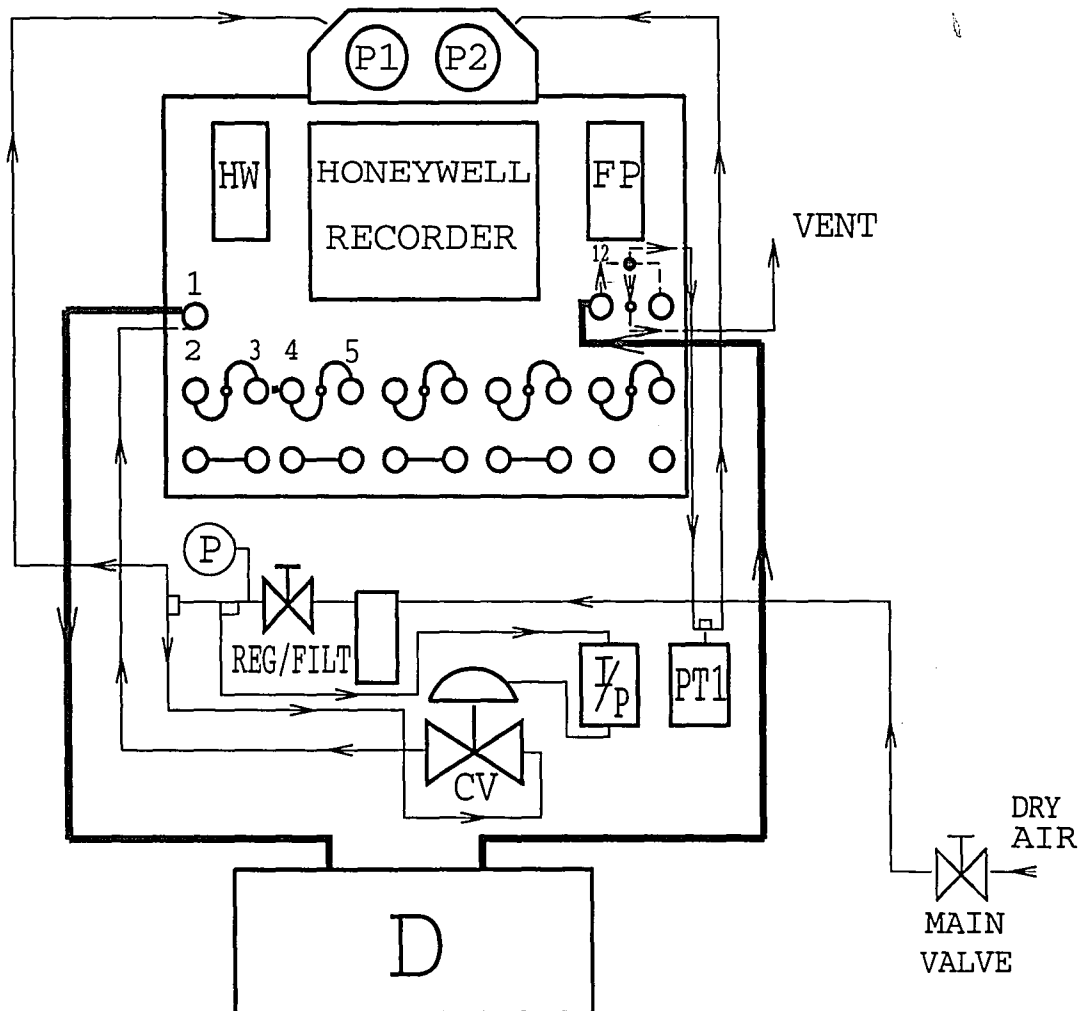 P1 P2
HW
HONEYWELL
RECORDER
FP
VENT
12
1
2 3 4 5
P
REG/FILT
I/P
PT1
CV
DRY
AIR
MAIN
VALVE
D